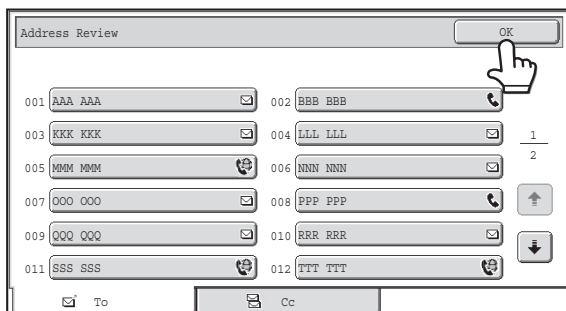 Address Review OK
001 AAA AAA 002 BBB BBB
003 KKK KKK 004 LLL LLL
1
005 MMM MMM 006 NNN NNN
2
007 OOO OOO 008 PPP PPP
009 QQQ QQQ 010 RRR RRR
011 SSS SSS 012 TTT TTT
To Cc